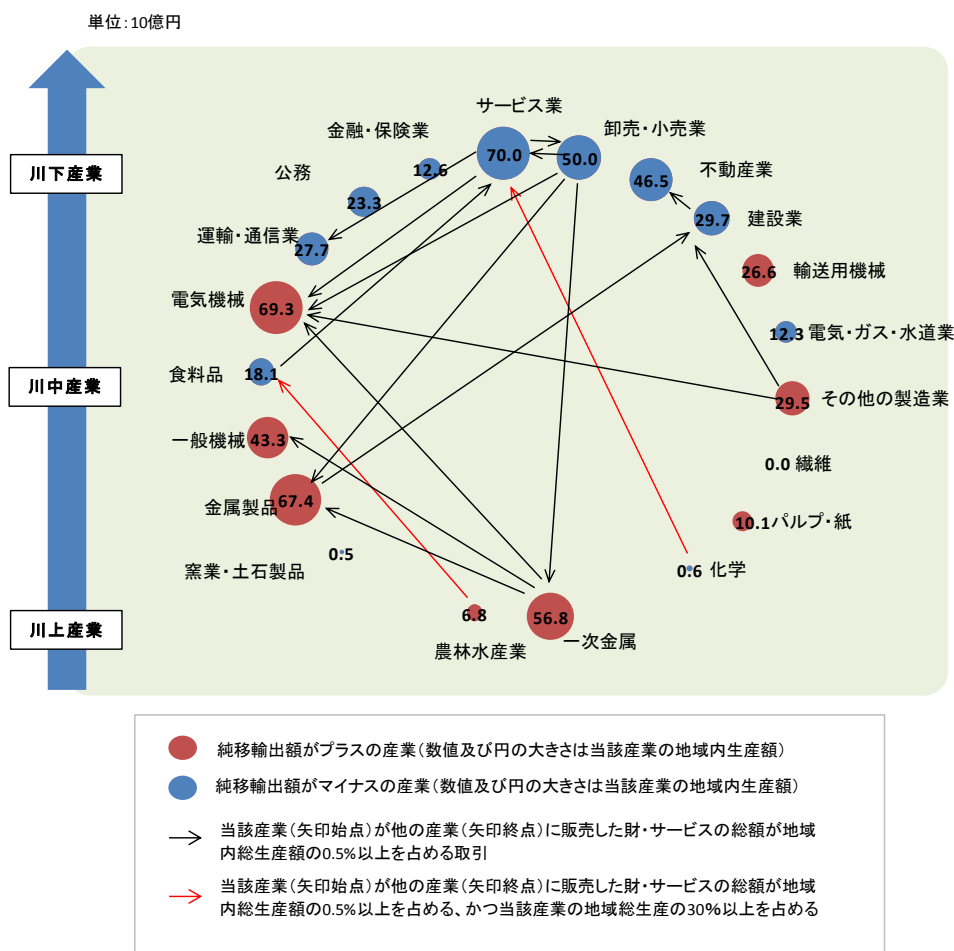 単位：10億円
サービス業
卸売・小売業
金融・保険業
70.0
50.0
川下産業
12.6
46.5
不動産業
公務
23.3
29.7
建設業
運輸・通信業
27.7
26.6
輸送用機械
電気機械
69.3
12.3
電気・ガス・水道業
食料品
18.1
川中産業
29.5
その他の製造業
一般機械
43.3
0.0
繊維
金属製品
67.4
10.1
パルプ・紙
0.5
窯業・土石製品
0.6
化学
川上産業
6.8
56.8
農林水産業
一次金属
純移輸出額がプラスの産業（数値及び円の大きさは当該産業の地域内生産額）
純移輸出額がマイナスの産業（数値及び円の大きさは当該産業の地域内生産額）
当該産業（矢印始点）が他の産業（矢印終点）に販売した財・サービスの総額が地域
内総生産額の0.5%以上を占める取引
当該産業（矢印始点）が他の産業（矢印終点）に販売した財・サービスの総額が地域
内総生産額の0.5%以上を占める、かつ当該産業の地域総生産の30%以上を占める